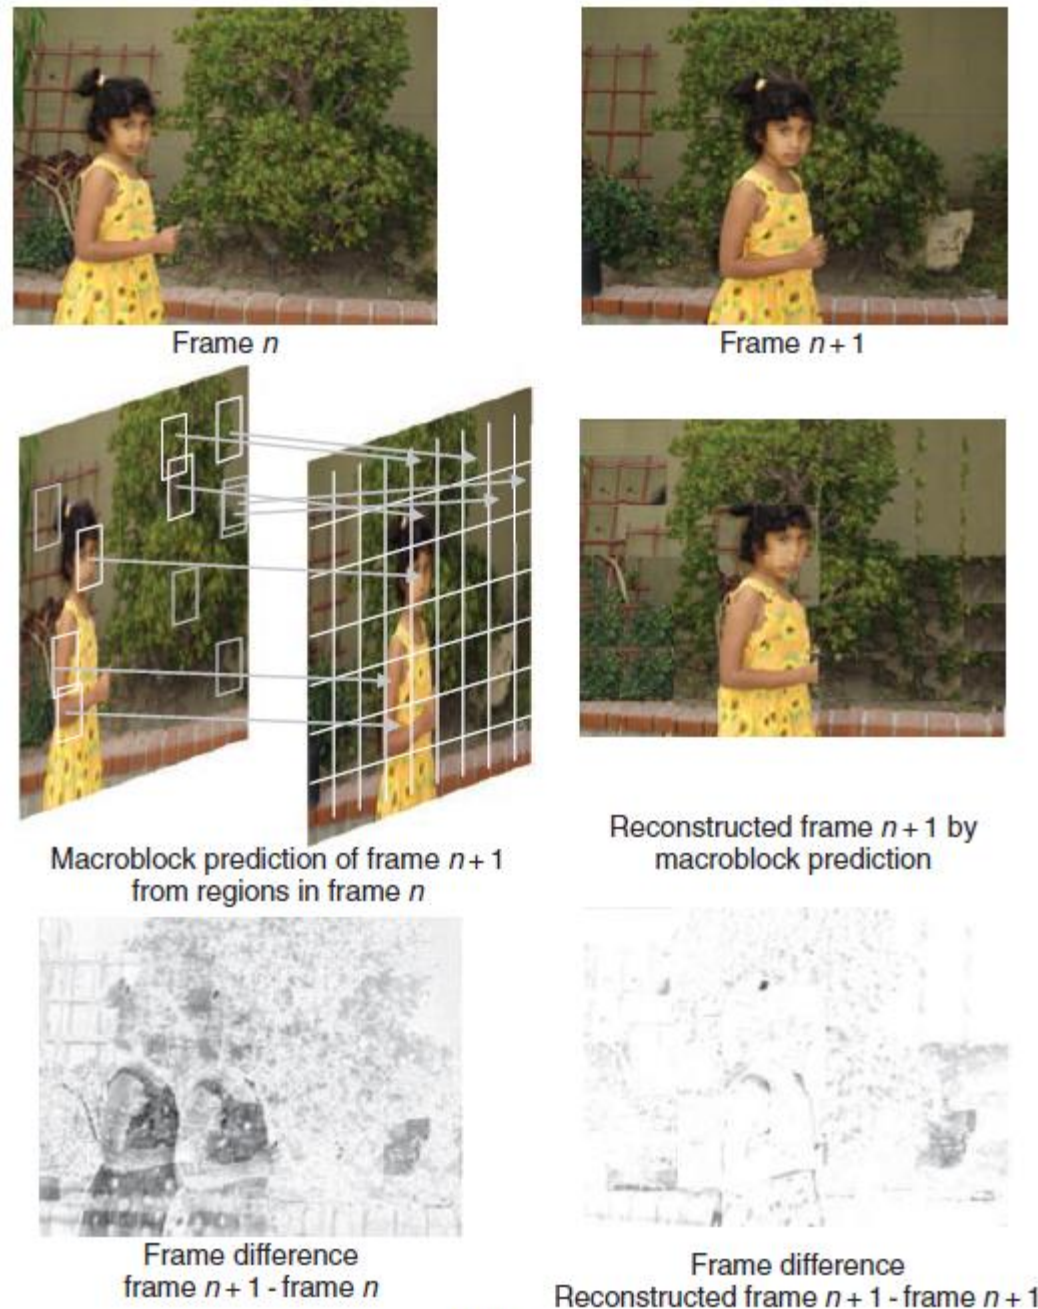 Frame n
Frame n + 1
Macroblock prediction of frame n + 1
from regions in frame n
Reconstructed frame n + 1 by
macroblock prediction
Frame difference
frame n + 1 - frame n
Frame difference
Reconstructed frame n + 1 - frame n + 1